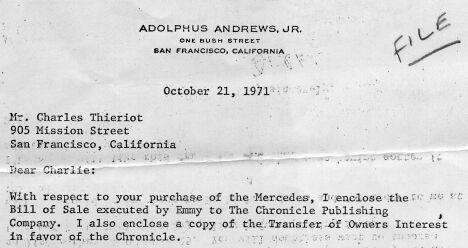 ADOLPHUS ANDREWS, JR.
ONE BUSH STREET
SAN FRANCISCO, CALIFORNIA
FILE
October 21, 1971
Mr. Charles Thieriot
905 Mission Street
San Francisco, California
Dear Charlie:
With respect to your purchase of the Mercedes, I enclose the
Bill of Sale executed by Emmy to The Chronicle Publishing
Company. I also enclose a copy of the Transfer of Owners Interest
in favor of the Chronicle.